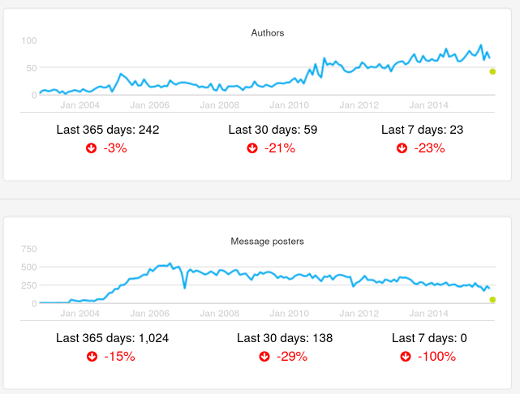 Authors
100
50
0
Jan 2004 Jan 2006 Jan 2008 Jan 2010 Jan 2012 Jan 2014
Last 365 days: 242 Last 30 days: 59 Last 7 days: 23
-3% -21% -23%
Message posters
750
500
250
0
Jan 2004 Jan 2006 Jan 2008 Jan 2010 Jan 2012 Jan 2014
Last 365 days: 1,024 Last 30 days: 138 Last 7 days: 0
-15% -29% -100%